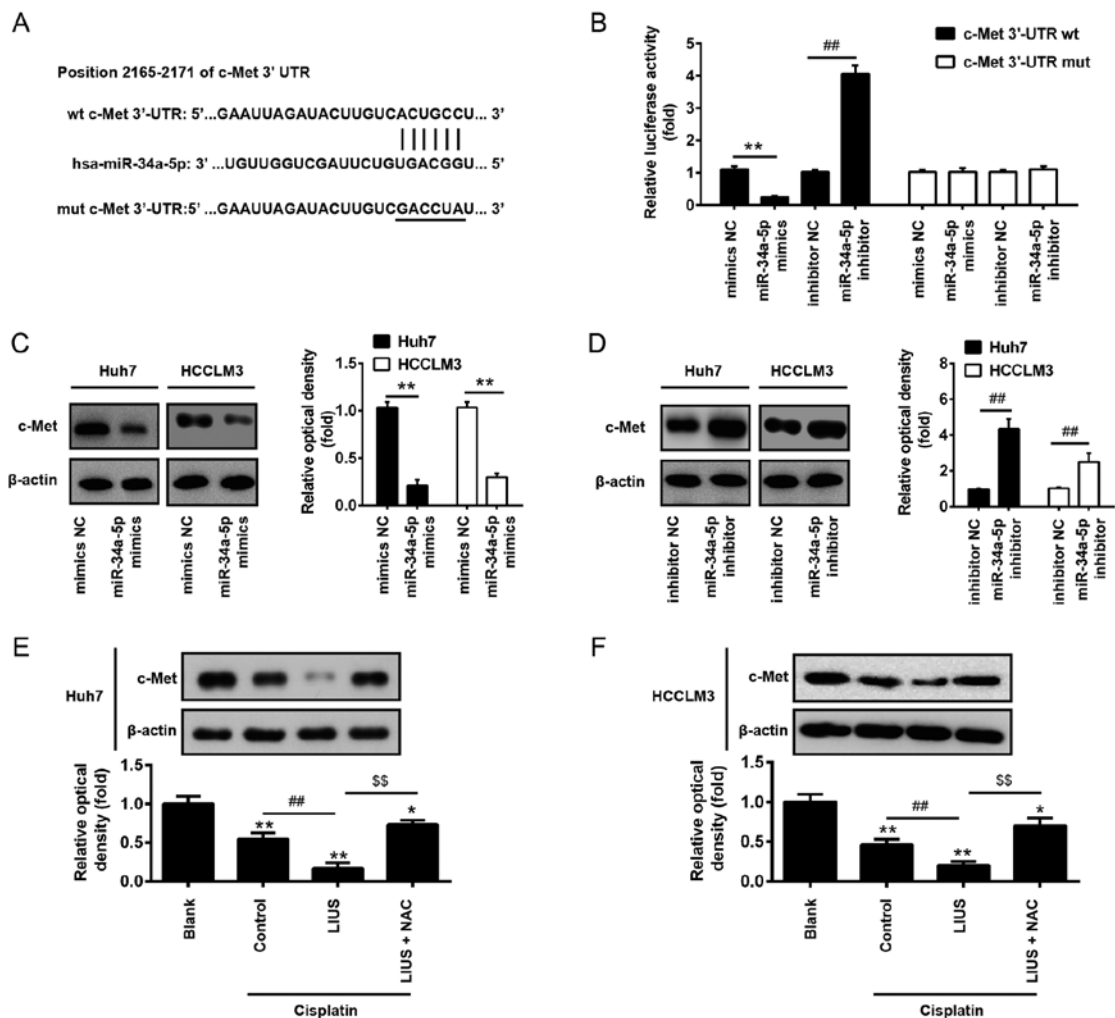 A
Position 2165-2171 of c-Met 3' UTR
wt c-Met 3'-UTR: 5'...GAAUUAGAUACUUGUCACUGCCU... 3'
hsa-miR-34a-5p: 3' ...UGUUGGUCGAUUCUGUGACGGU... 5'
mut c-Met 3'-UTR:5' ...GAAUUAGAUACUUGUCGACCUAU... 3'
B
c-Met 3'-UTR wt
c-Met 3'-UTR mut
Relative luciferase activity
(fold)
5
4
3
2
1
0
**
##
mimics NC
miR-34a-5p
mimics
inhibitor NC
miR-34a-5p
inhibitor
mimics NC
miR-34a-5p
mimics
inhibitor NC
miR-34a-5p
inhibitor
C
Huh7
HCCLM3
c-Met
β-actin
mimics NC
miR-34a-5p
mimics
mimics NC
miR-34a-5p
mimics
Huh7
HCCLM3
Relative optical density
(fold)
1.5
1.0
0.5
0.0
**
**
mimics NC
miR-34a-5p
mimics
mimics NC
miR-34a-5p
mimics
D
Huh7
HCCLM3
c-Met
β-actin
inhibitor NC
miR-34a-5p
inhibitor
inhibitor NC
miR-34a-5p
inhibitor
Huh7
HCCLM3
Relative optical density
(fold)
6
4
2
0
##
##
inhibitor NC
miR-34a-5p
inhibitor
inhibitor NC
miR-34a-5p
inhibitor
E
Huh7
c-Met
β-actin
Relative optical
density (fold)
1.5
1.0
0.5
0.0
**
##
**
$$
*
Blank
Control
LIUS
LIUS + NAC
Cisplatin
F
HCCLM3
c-Met
β-actin
Relative optical
density (fold)
1.5
1.0
0.5
0.0
**
##
**
$$
*
Blank
Control
LIUS
LIUS + NAC
Cisplatin